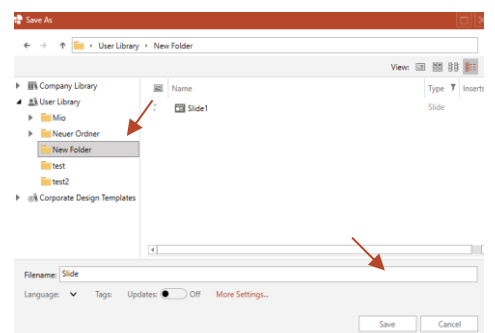 Save As
User Library › New Folder
View:
Company Library
User Library
Mio
Neuer Ordner
New Folder
test
test2
Corporate Design Templates
Name Type
Slide1 Slide
Filename: Slide
Language: Tags: Updates: Off More Settings...
Save Cancel